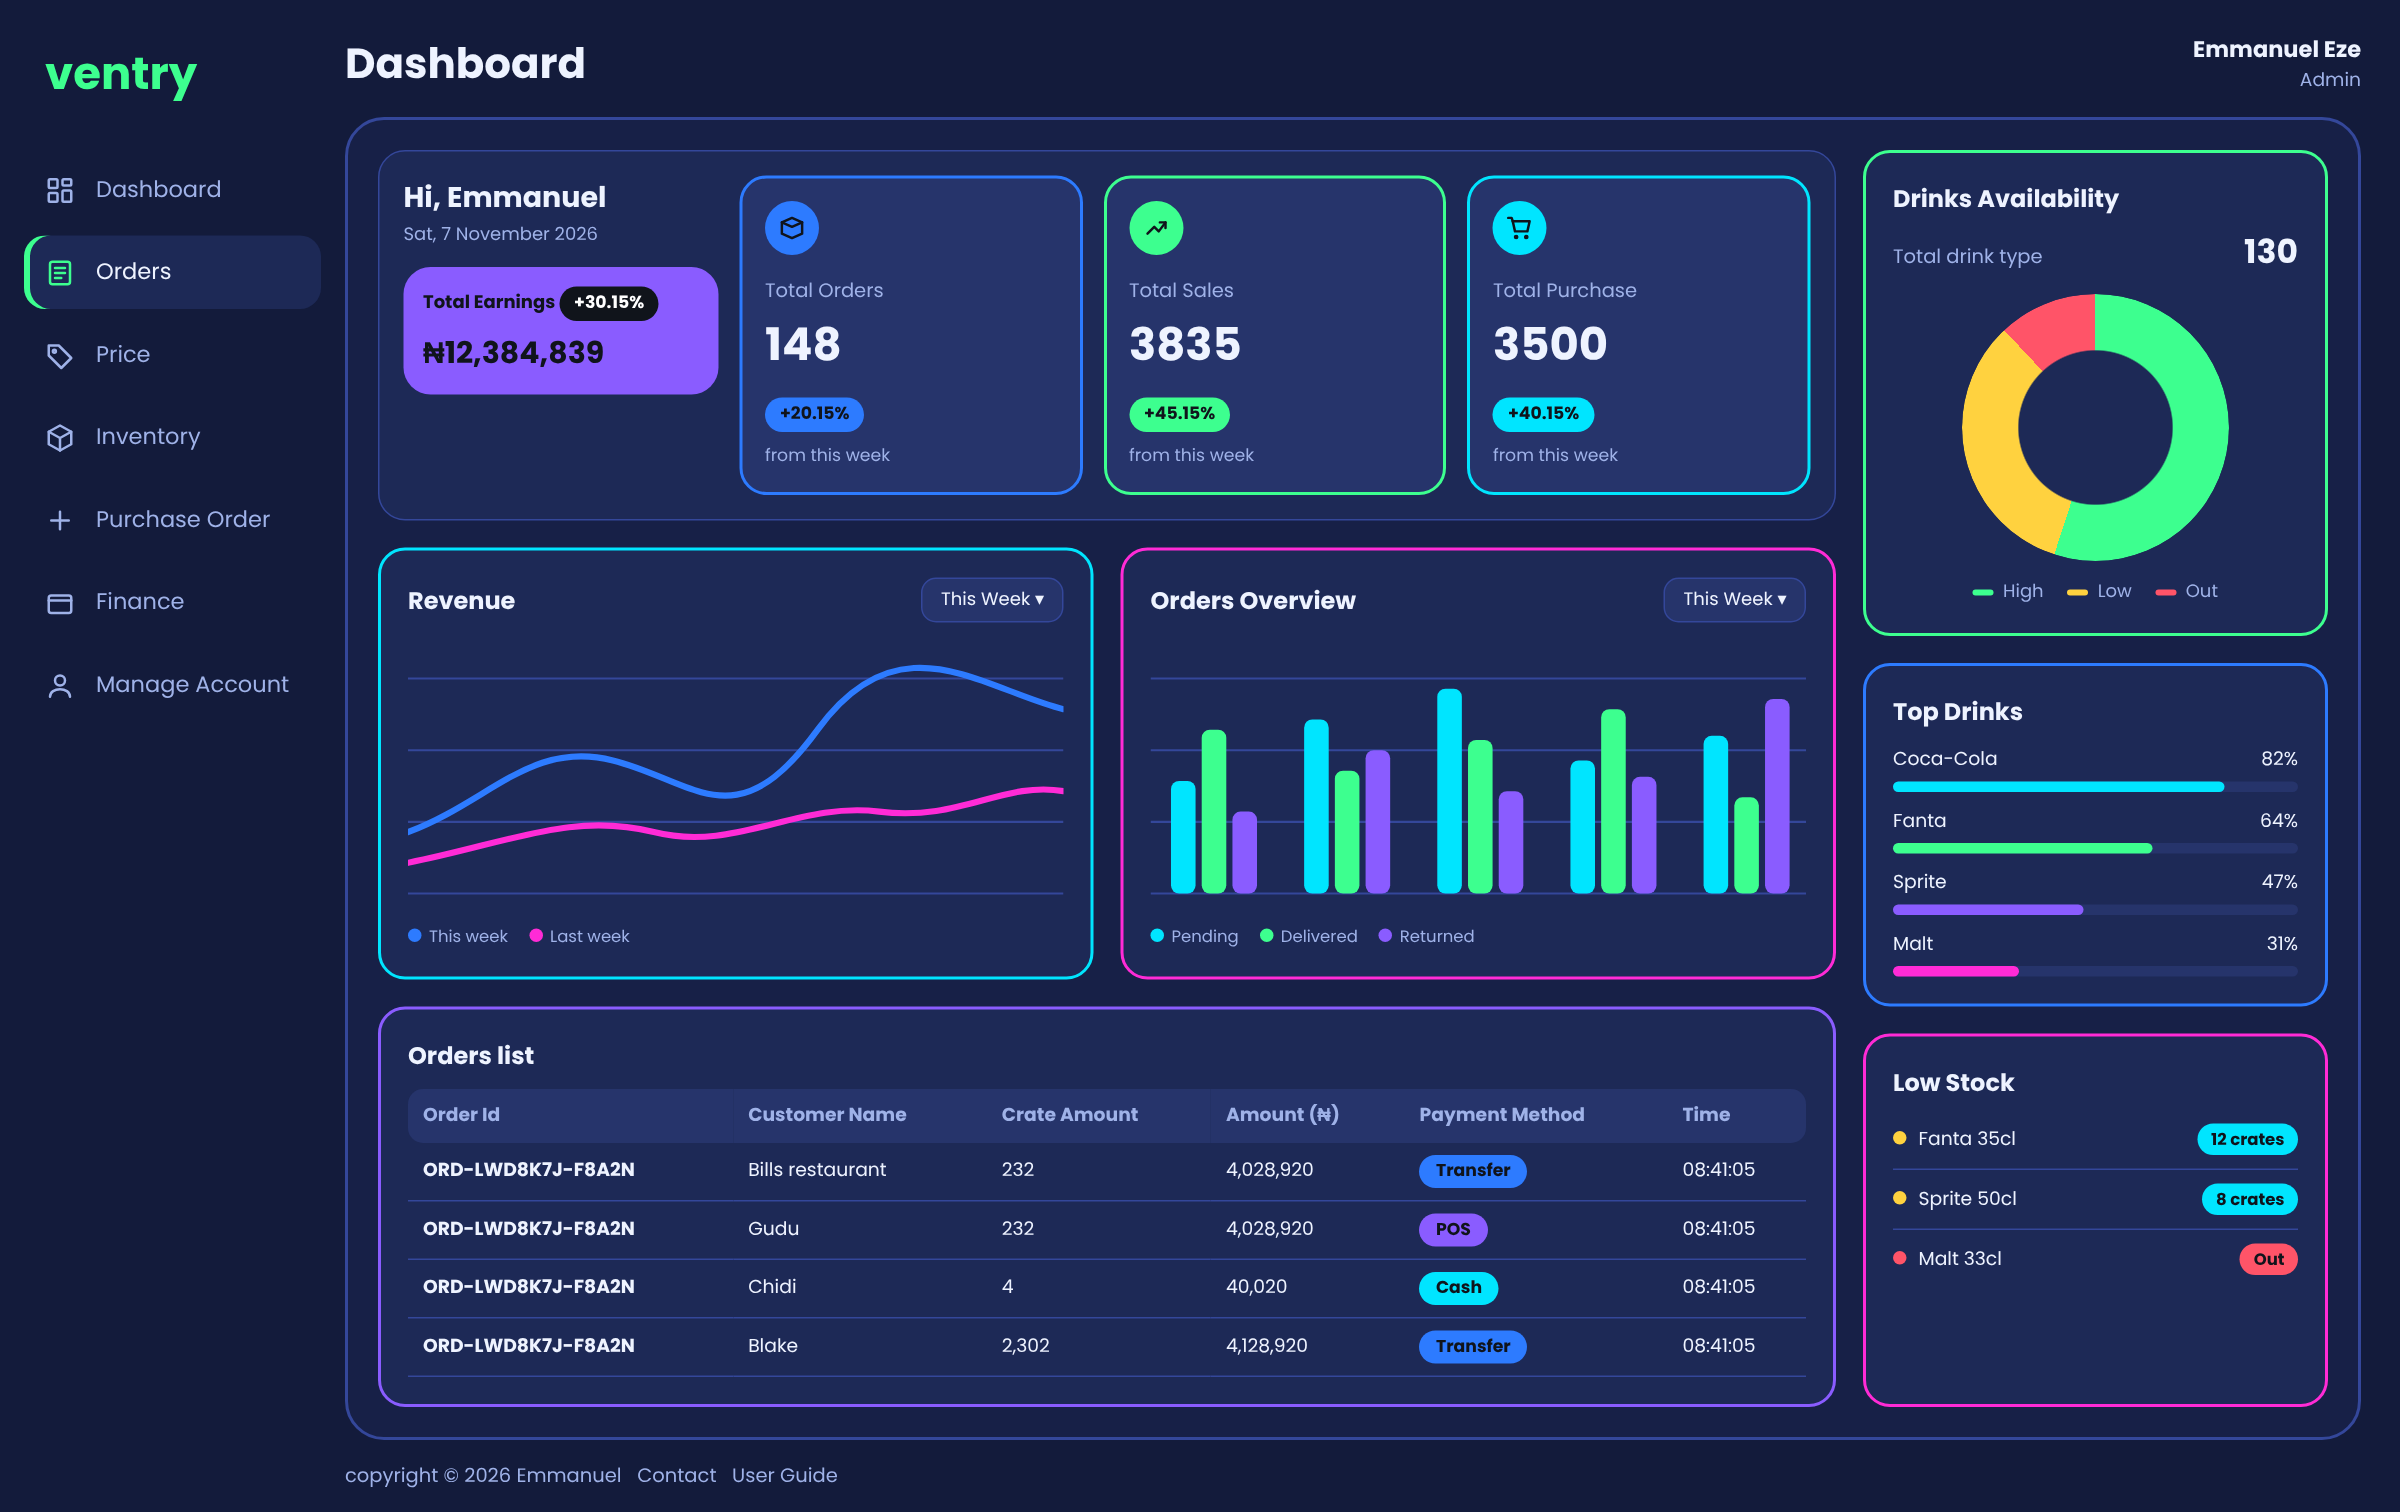 ventry
Dashboard
Orders
Price
Inventory
Purchase Order
Finance
Manage Account
Dashboard
Emmanuel Eze
Admin
Hi, Emmanuel
Sat, 7 November 2026
Total Earnings +30.15%
₦12,384,839
Total Orders
148
+20.15%
from this week
Total Sales
3835
+45.15%
from this week
Total Purchase
3500
+40.15%
from this week
Revenue
This Week ▾
This week Last week
Orders Overview
This Week ▾
Pending Delivered Returned
Orders list
Order Id Customer Name Crate Amount Amount (₦) Payment Method Time
ORD-LWD8K7J-F8A2N Bills restaurant 232 4,028,920 Transfer 08:41:05
ORD-LWD8K7J-F8A2N Gudu 232 4,028,920 POS 08:41:05
ORD-LWD8K7J-F8A2N Chidi 4 40,020 Cash 08:41:05
ORD-LWD8K7J-F8A2N Blake 2,302 4,128,920 Transfer 08:41:05
Drinks Availability
Total drink type 130
High Low Out
Top Drinks
Coca-Cola 82%
Fanta 64%
Sprite 47%
Malt 31%
Low Stock
Fanta 35cl 12 crates
Sprite 50cl 8 crates
Malt 33cl Out
copyright © 2026 Emmanuel Contact User Guide